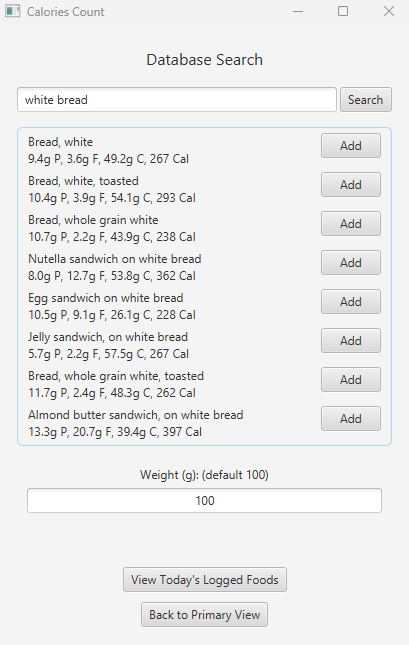 Calories Count
Database Search
white bread
Search
Bread, white
9.4g P, 3.6g F, 49.2g C, 267 Cal
Add
Bread, white, toasted
10.4g P, 3.9g F, 54.1g C, 293 Cal
Add
Bread, whole grain white
10.7g P, 2.2g F, 43.9g C, 238 Cal
Add
Nutella sandwich on white bread
8.0g P, 12.7g F, 53.8g C, 362 Cal
Add
Egg sandwich on white bread
10.5g P, 9.1g F, 26.1g C, 228 Cal
Add
Jelly sandwich, on white bread
5.7g P, 2.2g F, 57.5g C, 267 Cal
Add
Bread, whole grain white, toasted
11.7g P, 2.4g F, 48.3g C, 262 Cal
Add
Almond butter sandwich, on white bread
13.3g P, 20.7g F, 39.4g C, 397 Cal
Add
Weight (g): (default 100)
100
View Today's Logged Foods
Back to Primary View